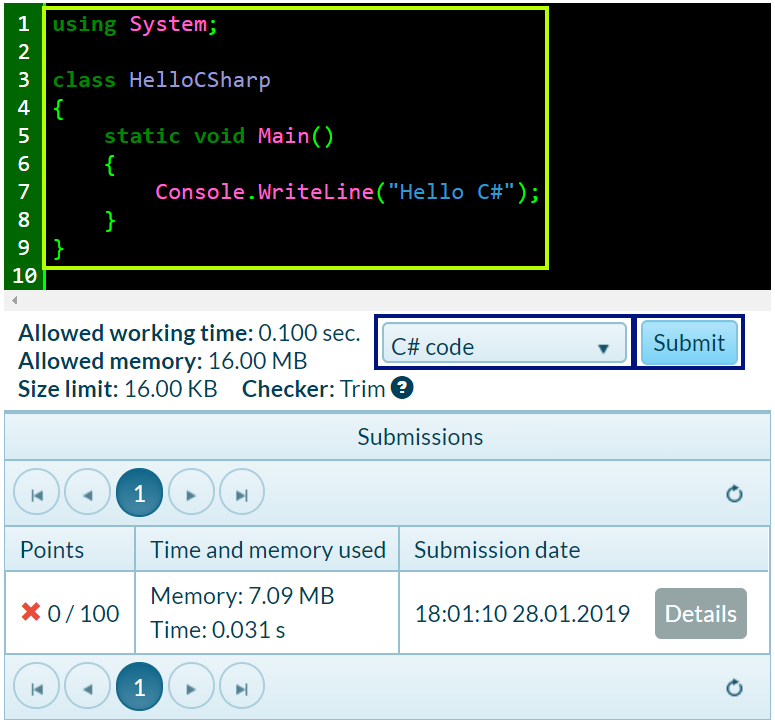 1 using System;
2
3 class HelloCSharp
4 {
5     static void Main()
6     {
7         Console.WriteLine("Hello C#");
8     }
9 }
10
Allowed working time: 0.100 sec.
Allowed memory: 16.00 MB
Size limit: 16.00 KB Checker: Trim ?
C# code
Submit
Submissions
1
Points Time and memory used Submission date
0 / 100 Memory: 7.09 MB
Time: 0.031 s
18:01:10 28.01.2019 Details
1